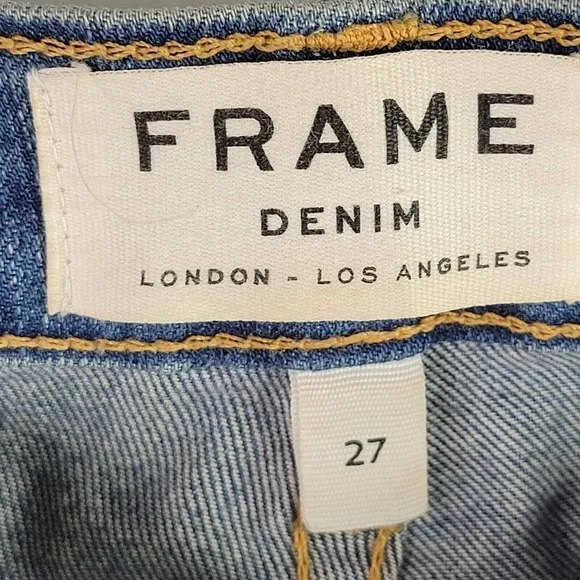 FRAME
DENIM
LONDON - LOS ANGELES
27